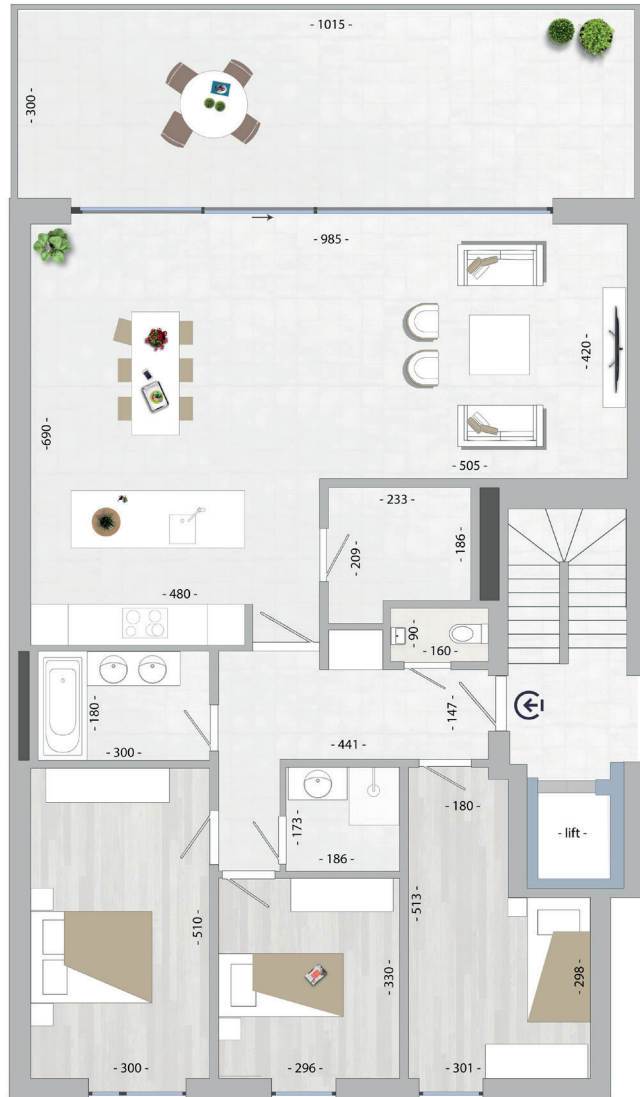 - 1015 -
- 300 -
- 985 -
- 420 -
- 690 -
- 505 -
- 233 -
- 209 -
- 186 -
- 480 -
- 90 -
- 160 -
- 180 -
- 147 -
- 300 -
- 441 -
- 180 -
- 173 -
- lift -
- 186 -
- 513 -
- 510 -
- 330 -
- 298 -
- 300 -
- 296 -
- 301 -